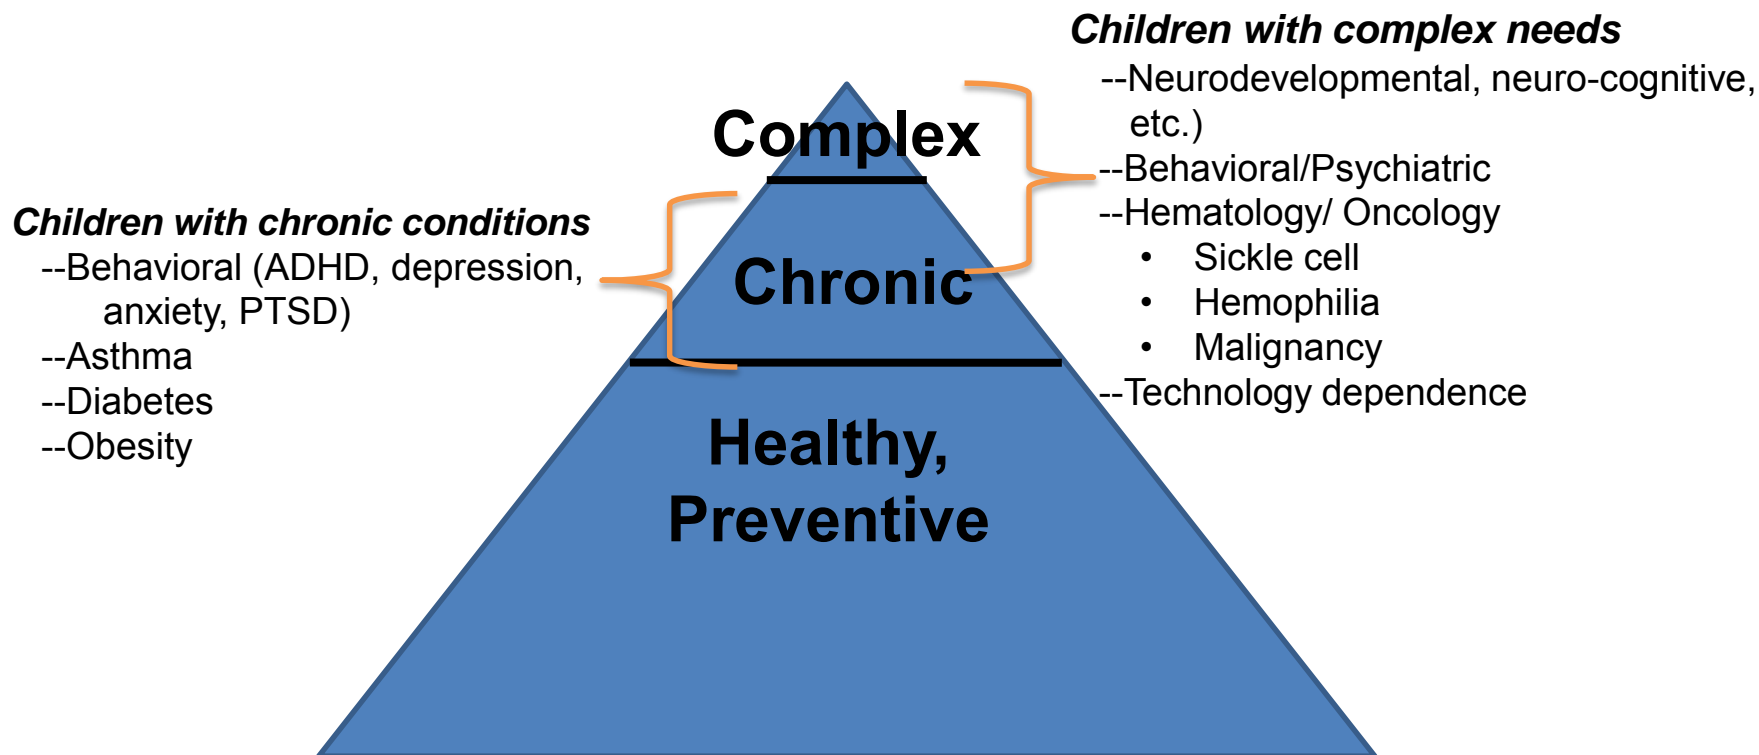 Children with complex needs
--Neurodevelopmental, neuro-cognitive,
etc.)
--Behavioral/Psychiatric
--Hematology/ Oncology
• Sickle cell
• Hemophilia
• Malignancy
--Technology dependence
Complex
Chronic
Healthy,
Preventive
Children with chronic conditions
--Behavioral (ADHD, depression,
anxiety, PTSD)
--Asthma
--Diabetes
--Obesity